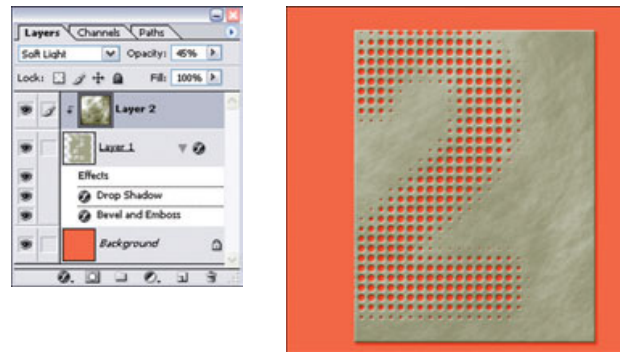 Layers Channels Paths
Soft Light Opacity: 45%
Lock: Fill: 100%
Layer 2
Layer 1
Effects
Drop Shadow
Bevel and Emboss
Background
2